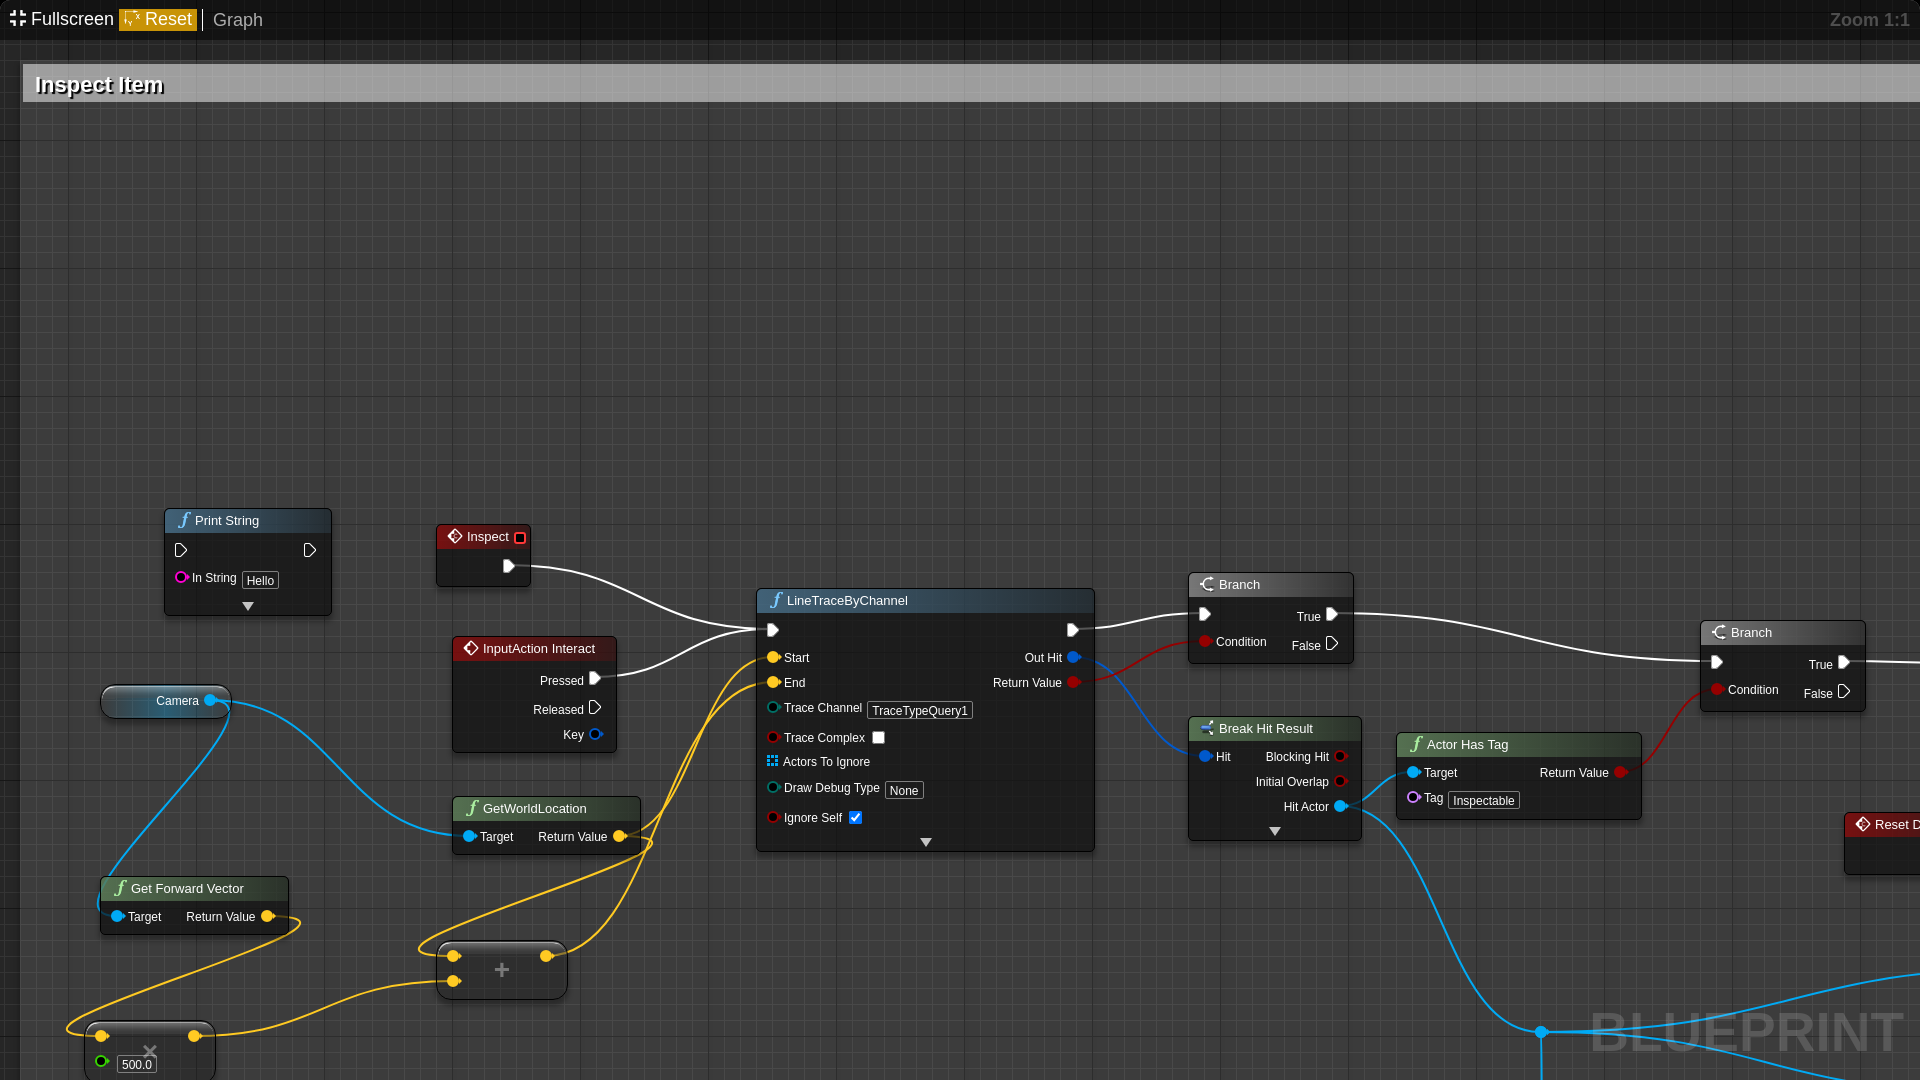 Fullscreen Reset Graph Zoom 1:1
Inspect Item
Print String
In String Hello
Inspect
InputAction Interact
Pressed
Released
Key
Camera
GetWorldLocation
Target Return Value
Get Forward Vector
Target Return Value
+
×
500.0
LineTraceByChannel
Start Out Hit
End Return Value
Trace Channel TraceTypeQuery1
Trace Complex
Actors To Ignore
Draw Debug Type None
Ignore Self
Branch
True
Condition False
Break Hit Result
Hit Blocking Hit
Initial Overlap
Hit Actor
Actor Has Tag
Target Return Value
Tag Inspectable
Branch
True
Condition False
Reset D
BLUEPRINT